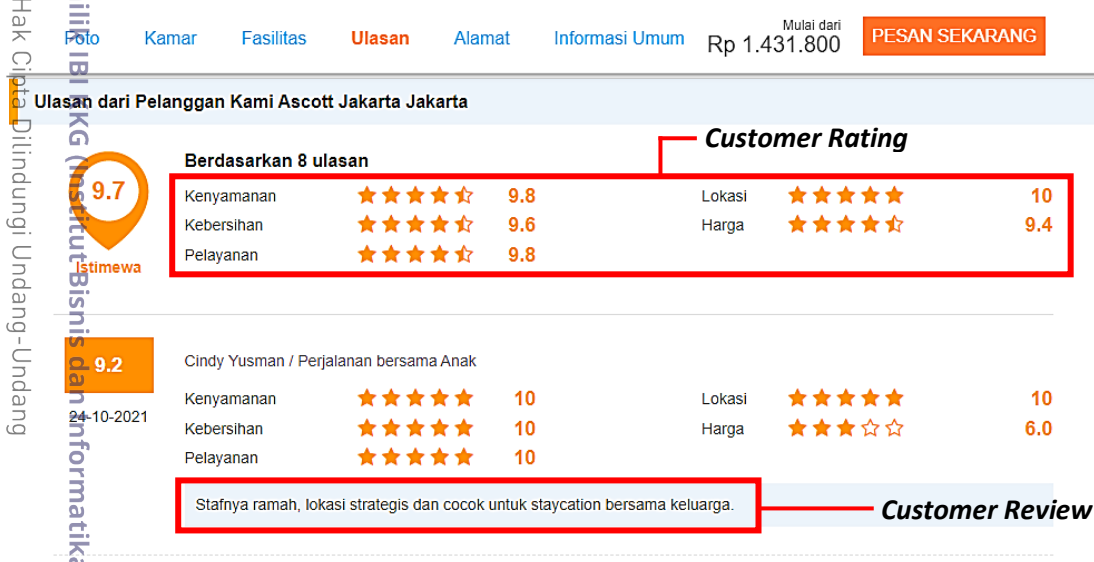 Foto Kamar Fasilitas Ulasan Alamat Informasi Umum Mulai dari Rp 1.431.800 PESAN SEKARANG
Ulasan dari Pelanggan Kami Ascott Jakarta Jakarta
Customer Rating
Berdasarkan 8 ulasan
9.7
Istimewa
Kenyamanan 9.8 Lokasi 10
Kebersihan 9.6 Harga 9.4
Pelayanan 9.8
9.2
24-10-2021
Cindy Yusman / Perjalanan bersama Anak
Kenyamanan 10 Lokasi 10
Kebersihan 10 Harga 6.0
Pelayanan 10
Stafnya ramah, lokasi strategis dan cocok untuk staycation bersama keluarga.
Customer Review
Hak Cipta Dilindungi Undang-Undang
ilik IBI KKG (Institut Bisnis dan Informatika